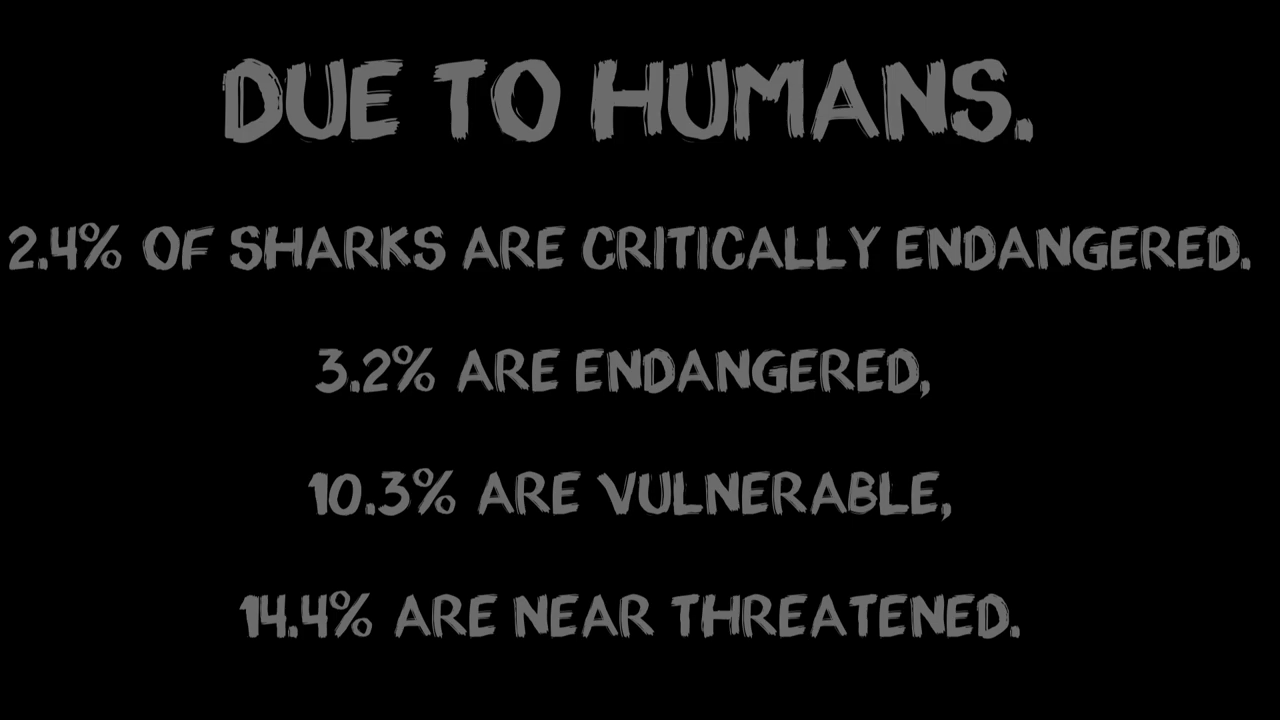 DUE TO HUMANS.
2.4% OF SHARKS ARE CRITICALLY ENDANGERED.
3.2% ARE ENDANGERED,
10.3% ARE VULNERABLE,
14.4% ARE NEAR THREATENED.